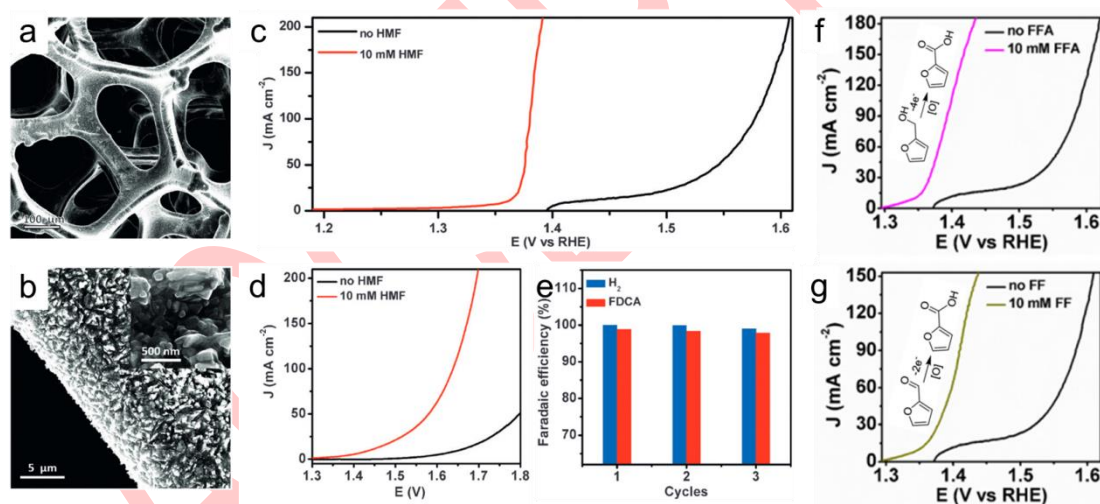 a
100 μm
b
500 nm
5 μm
c
no HMF
10 mM HMF
J (mA cm⁻²)
200
150
100
50
0
1.2
1.3
1.4
1.5
1.6
E (V vs RHE)
d
no HMF
10 mM HMF
J (mA cm⁻²)
200
150
100
50
0
1.3
1.4
1.5
1.6
1.7
1.8
E (V)
e
H₂
FDCA
Faradaic efficiency (%)
110
100
90
80
70
1
2
3
Cycles
f
no FFA
10 mM FFA
J (mA cm⁻²)
180
150
120
90
60
30
0
O
OH
O
-4e⁻
[O]
OH
O
1.3
1.4
1.5
1.6
E (V vs RHE)
g
no FF
10 mM FF
J (mA cm⁻²)
150
120
90
60
30
0
O
OH
O
-2e⁻
[O]
O
O
1.3
1.4
1.5
1.6
E (V vs RHE)